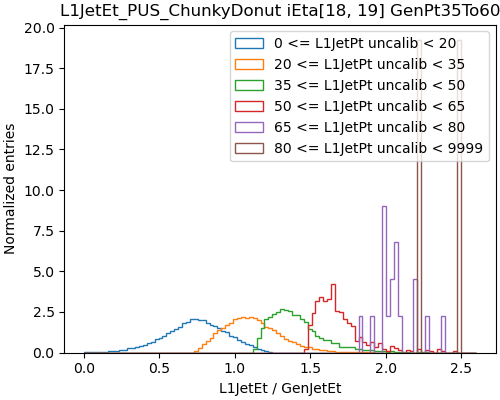 L1JetEt_PUS_ChunkyDonut iEta[18, 19] GenPt35To60
0 <= L1JetPt uncalib < 20
20 <= L1JetPt uncalib < 35
35 <= L1JetPt uncalib < 50
50 <= L1JetPt uncalib < 65
65 <= L1JetPt uncalib < 80
80 <= L1JetPt uncalib < 9999
Normalized entries
20.0
17.5
15.0
12.5
10.0
7.5
5.0
2.5
0.0
0.0 0.5 1.0 1.5 2.0 2.5
L1JetEt / GenJetEt